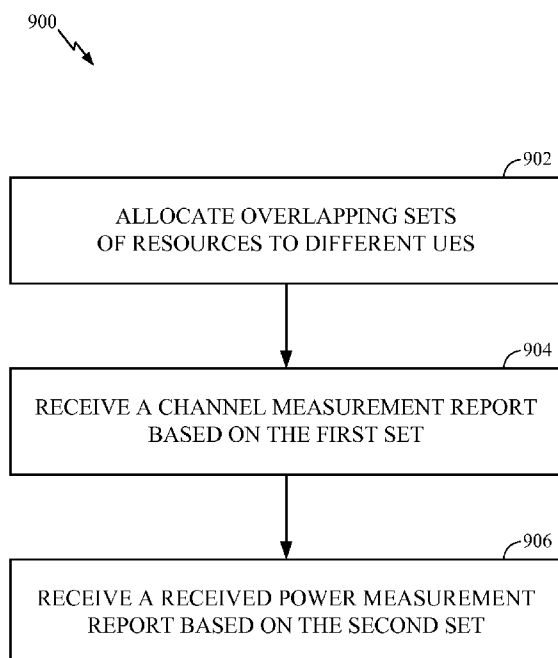 900
902
ALLOCATE OVERLAPPING SETS
OF RESOURCES TO DIFFERENT UES
904
RECEIVE A CHANNEL MEASUREMENT REPORT
BASED ON THE FIRST SET
906
RECEIVE A RECEIVED POWER MEASUREMENT
REPORT BASED ON THE SECOND SET